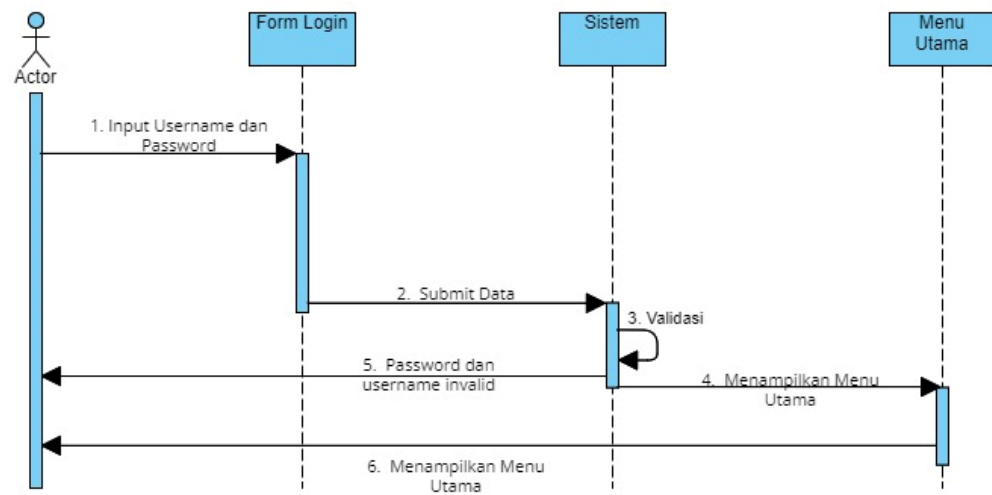 Form Login
Sistem
Menu
Utama
Actor
1. Input Username dan
Password
2. Submit Data
3. Validasi
5. Password dan
username invalid
4. Menampilkan Menu
Utama
6. Menampilkan Menu
Utama